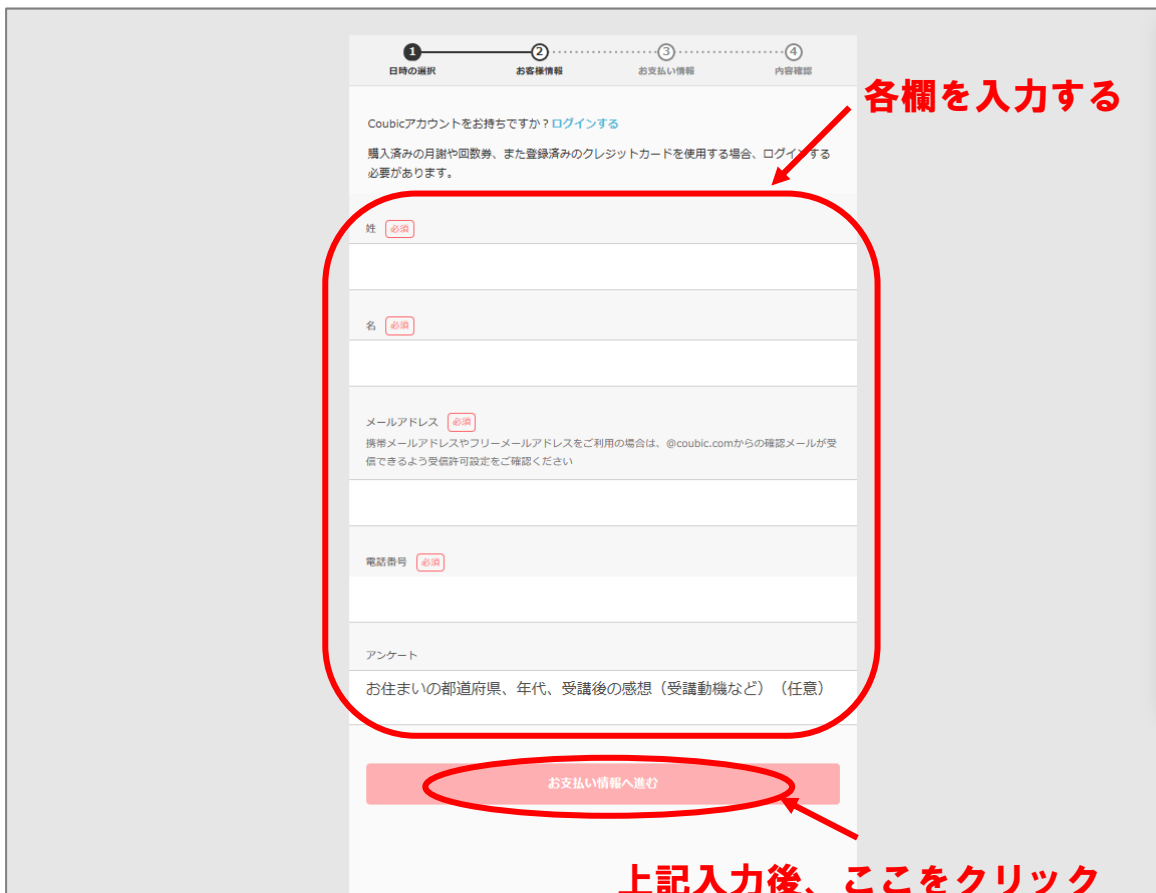 1 2 3 4
日時の選択 お客様情報 お支払い情報 内容確認
各欄を入力する
Coubicアカウントをお持ちですか？ログインする
購入済みの月謝や回数券、また登録済みのクレジットカードを使用する場合、ログインする
必要があります。
姓 必須
名 必須
メールアドレス 必須
携帯メールアドレスやフリーメールアドレスをご利用の場合は、@coubic.comからの確認メールが受
信できるよう受信許可設定をご確認ください
電話番号 必須
アンケート
お住まいの都道府県、年代、受講後の感想（受講動機など）（任意）
お支払い情報へ進む
上記入力後、ここをクリック